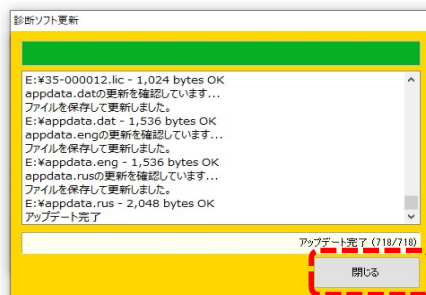 診断ソフト更新
E:¥35-000012.lic - 1,024 bytes OK
appdata.datの更新を確認しています...
ファイルを保存して更新しました。
E:¥appdata.dat - 1,536 bytes OK
appdata.engの更新を確認しています...
ファイルを保存して更新しました。
E:¥appdata.eng - 1,536 bytes OK
appdata.rusの更新を確認しています...
ファイルを保存して更新しました。
E:¥appdata.rus - 2,048 bytes OK
アップデート完了
アップデート完了 (718/718)
閉じる